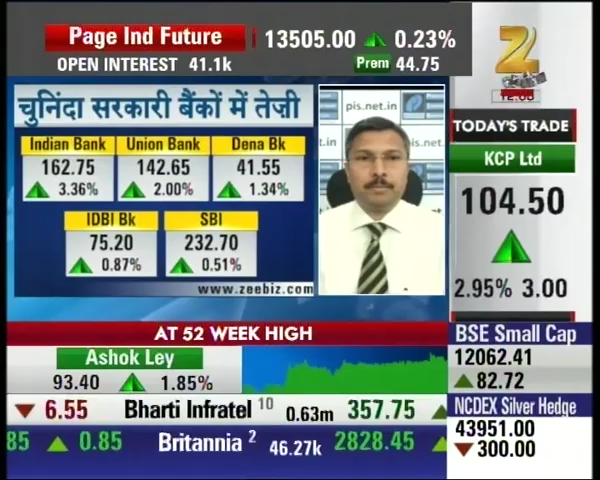 Page Ind Future 13505.00 0.23%
OPEN INTEREST 41.1k Prem 44.75
Z
12:00
चुनिंदा सरकारी बैंकों में तेज़ी
Indian Bank Union Bank Dena Bk
162.75 142.65 41.55
3.36% 2.00% 1.34%
IDBI Bk SBI
75.20 232.70
0.87% 0.51%
www.zeebiz.com
pis.net.in
pis.net.in
TODAY'S TRADE
KCP Ltd
104.50
2.95% 3.00
AT 52 WEEK HIGH
Ashok Ley
93.40 1.85%
BSE Small Cap
12062.41
82.72
NCDEX Silver Hedge
43951.00
300.00
6.55 Bharti Infratel 10 0.63m 357.75
85 0.85 Britannia 2 46.27k 2828.45